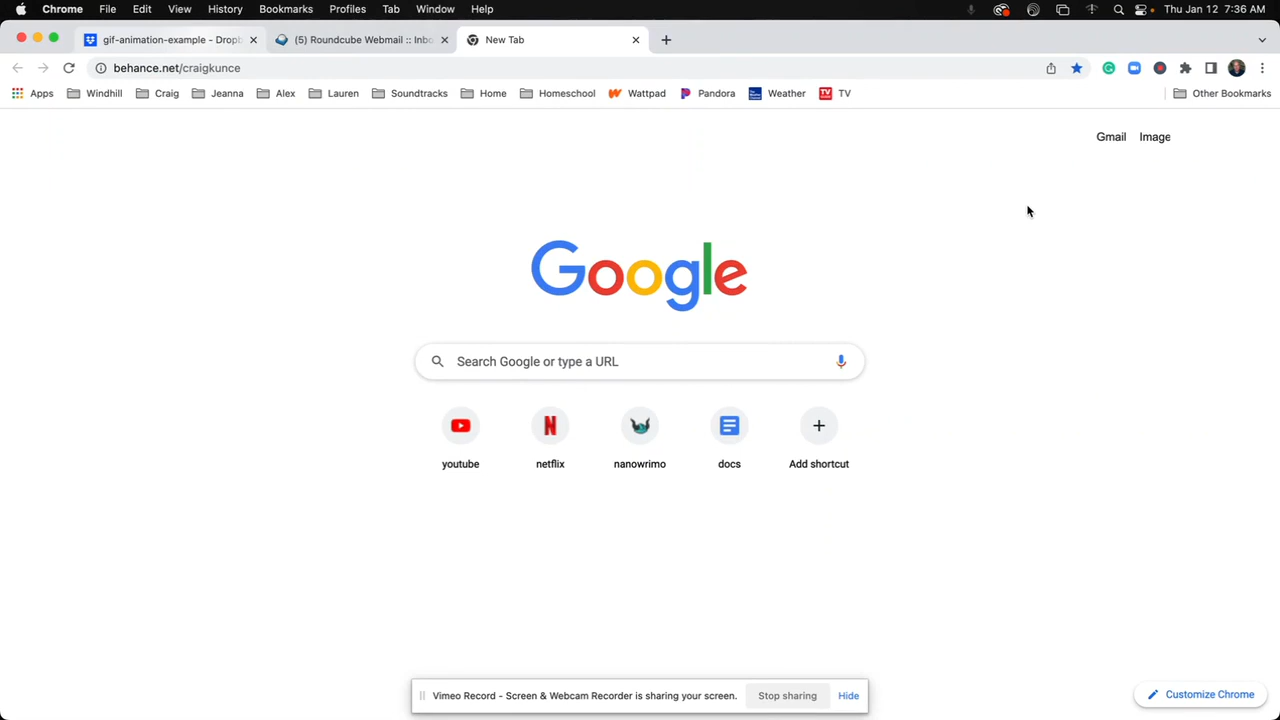 Chrome File Edit View History Bookmarks Profiles Tab Window Help Thu Jan 12 7:36 AM
gif-animation-example - Dropb (5) Roundcube Webmail :: Inbo New Tab
behance.net/craigkunce
Apps Windhill Craig Jeanna Alex Lauren Soundtracks Home Homeschool Wattpad Pandora Weather TV Other Bookmarks
Gmail Image
Google
Search Google or type a URL
youtube netflix nanowrimo docs Add shortcut
Vimeo Record - Screen & Webcam Recorder is sharing your screen. Stop sharing Hide
Customize Chrome